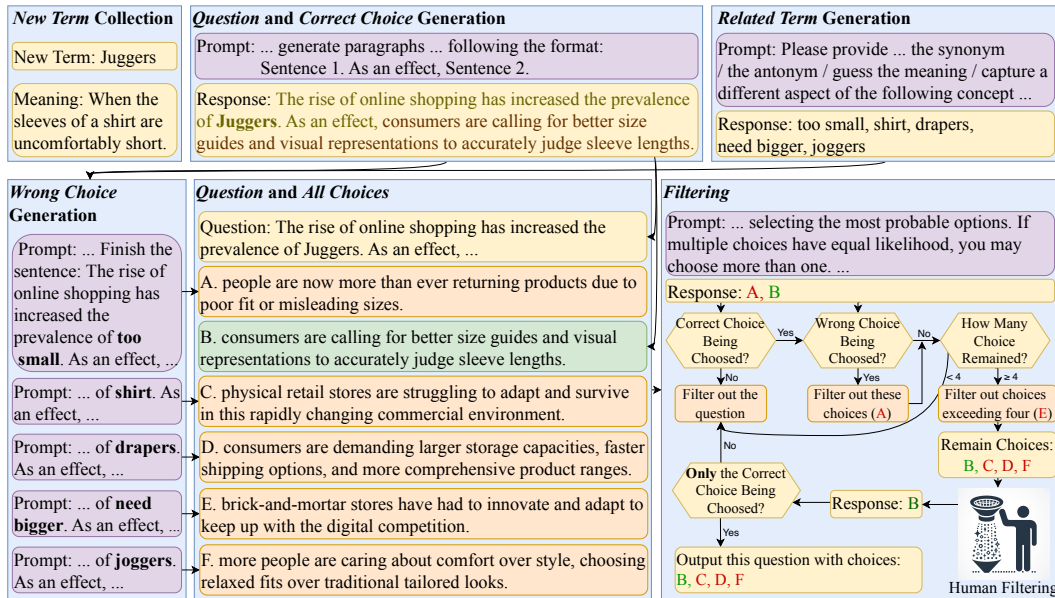 New Term Collection
New Term: Juggers
Meaning: When the
sleeves of a shirt are
uncomfortably short.
Question and Correct Choice Generation
Prompt: ... generate paragraphs ... following the format:
Sentence 1. As an effect, Sentence 2.
Response: The rise of online shopping has increased the prevalence
of Juggers. As an effect, consumers are calling for better size
guides and visual representations to accurately judge sleeve lengths.
Related Term Generation
Prompt: Please provide ... the synonym
/ the antonym / guess the meaning / capture a
different aspect of the following concept ...
Response: too small, shirt, drapers,
need bigger, joggers
Wrong Choice
Generation
Prompt: ... Finish the
sentence: The rise of
online shopping has
increased the
prevalence of too
small. As an effect, ...
Prompt: ... of shirt. As
an effect, ...
Prompt: ... of drapers.
As an effect, ...
Prompt: ... of need
bigger. As an effect, ...
Prompt: ... of joggers.
As an effect, ...
Question and All Choices
Question: The rise of online shopping has increased the
prevalence of Juggers. As an effect, ...
A. people are now more than ever returning products due to
poor fit or misleading sizes.
B. consumers are calling for better size guides and visual
representations to accurately judge sleeve lengths.
C. physical retail stores are struggling to adapt and survive
in this rapidly changing commercial environment.
D. consumers are demanding larger storage capacities, faster
shipping options, and more comprehensive product ranges.
E. brick-and-mortar stores have had to innovate and adapt to
keep up with the digital competition.
F. more people are caring about comfort over style, choosing
relaxed fits over traditional tailored looks.
Filtering
Prompt: ... selecting the most probable options. If
multiple choices have equal likelihood, you may
choose more than one. ...
Response: A, B
Correct Choice
Being
Choosed?
Yes
Wrong Choice
Being
Choosed?
No
How Many
Choice
Remained?
No
Yes
< 4
≥ 4
Filter out the
question
Filter out these
choices (A)
Filter out choices
exceeding four (E)
Remain Choices:
B, C, D, F
No
Only the Correct
Choice Being
Choosed?
Response: B
Yes
Output this question with choices:
B, C, D, F
Human Filtering